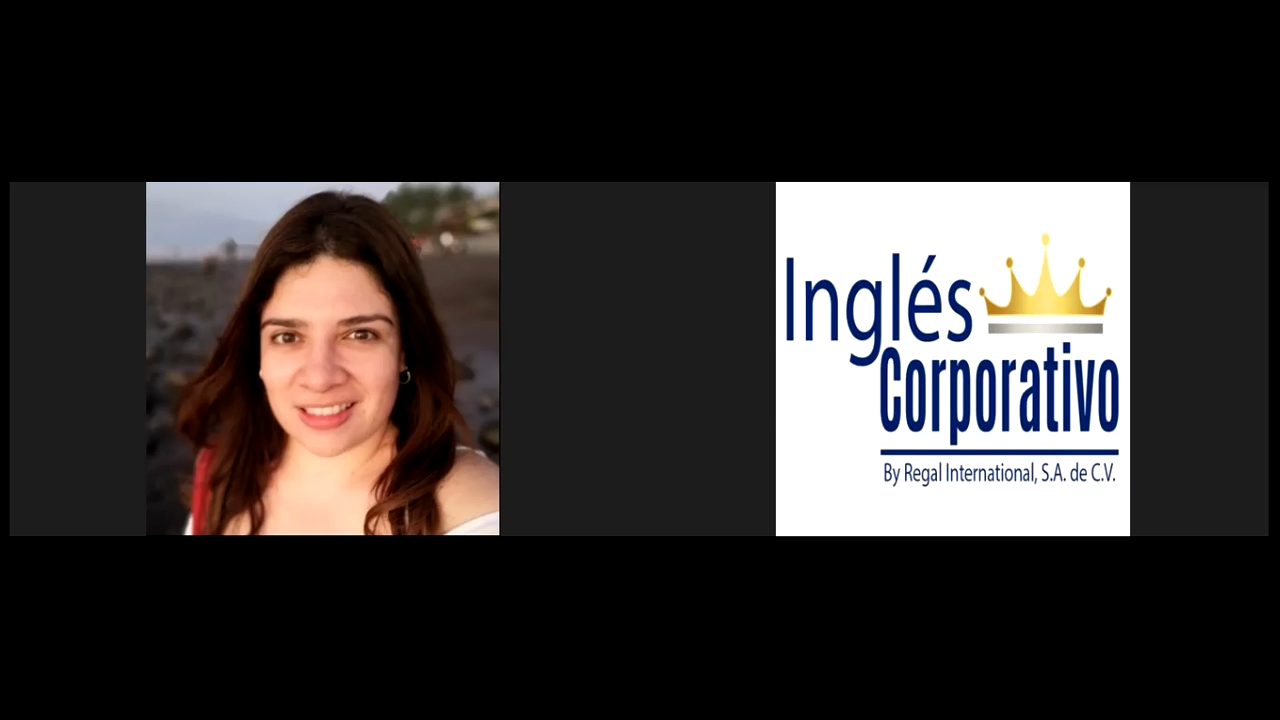 Inglés
Corporativo
By Regal International, S.A. de C.V.